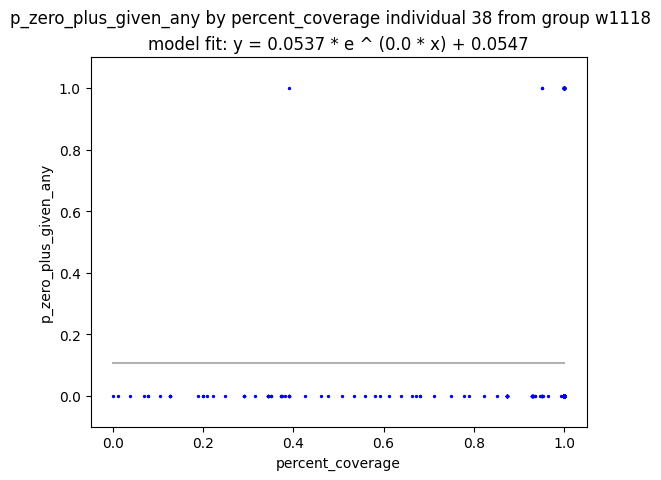 p_zero_plus_given_any by percent_coverage individual 38 from group w1118
model fit: y = 0.0537 * e ^ (0.0 * x) + 0.0547
1.0
0.8
0.6
0.4
0.2
0.0
p_zero_plus_given_any
0.0 0.2 0.4 0.6 0.8 1.0
percent_coverage